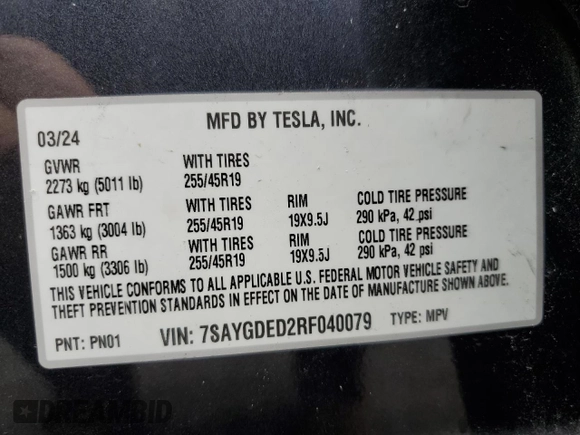 MFD BY TESLA, INC.
03/24
GVWR WITH TIRES
2273 kg (5011 lb) 255/45R19
GAWR FRT WITH TIRES RIM COLD TIRE PRESSURE
1363 kg (3004 lb) 255/45R19 19X9.5J 290 kPa, 42 psi
GAWR RR WITH TIRES RIM COLD TIRE PRESSURE
1500 kg (3306 lb) 255/45R19 19X9.5J 290 kPa, 42 psi
THIS VEHICLE CONFORMS TO ALL APPLICABLE U.S. FEDERAL MOTOR VEHICLE SAFETY AND
THEFT PREVENTION STANDARDS IN EFFECT ON THE DATE OF MANUFACTURE SHOWN ABOVE.
PNT: PN01 VIN: 7SAYGDED2RF040079 TYPE: MPV
DREAMBID